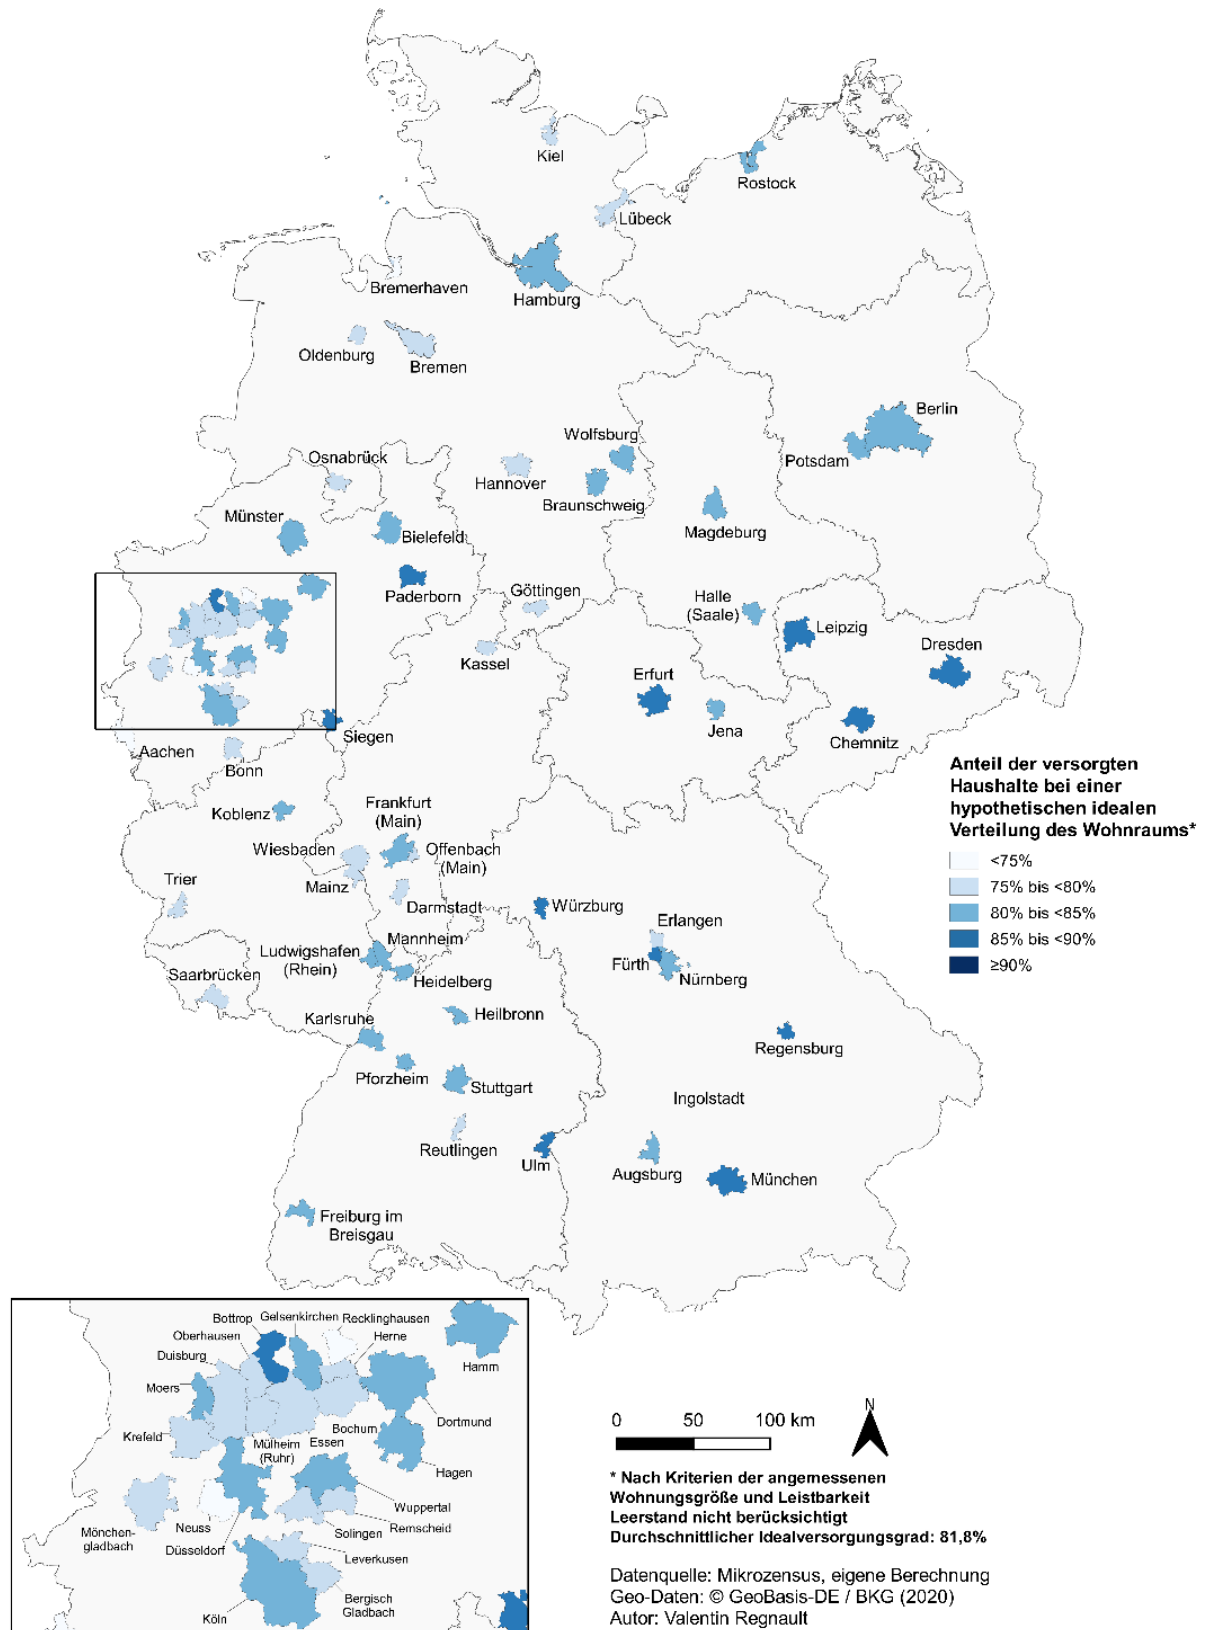 Kiel
Rostock
Lübeck
Bremerhaven
Hamburg
Oldenburg
Bremen
Berlin
Wolfsburg
Potsdam
Osnabrück
Hannover
Braunschweig
Münster
Bielefeld
Magdeburg
Göttingen
Halle
(Saale)
Paderborn
Leipzig
Dresden
Kassel
Erfurt
Siegen
Jena
Chemnitz
Aachen
Bonn
Anteil der versorgten
Haushalte bei einer
hypothetischen idealen
Verteilung des Wohnraums*
<75%
75% bis <80%
80% bis <85%
85% bis <90%
≥90%
Koblenz
Frankfurt
(Main)
Wiesbaden
Offenbach
(Main)
Mainz
Trier
Darmstadt
Würzburg
Erlangen
Mannheim
Ludwigshafen
(Rhein)
Fürth
Saarbrücken
Heidelberg
Nürnberg
Karlsruhe
Heilbronn
Regensburg
Pforzheim
Stuttgart
Ingolstadt
Reutlingen
Ulm
Augsburg
München
Freiburg im
Breisgau
Bottrop
Gelsenkirchen
Recklinghausen
Oberhausen
Herne
Duisburg
Hamm
Moers
Krefeld
Mülheim
(Ruhr)
Essen
Bochum
Dortmund
Hagen
Wuppertal
Mönchen-
gladbach
Neuss
Düsseldorf
Solingen
Remscheid
Leverkusen
Bergisch
Gladbach
Köln
0 50 100 km
N
* Nach Kriterien der angemessenen
Wohnungsgröße und Leistbarkeit
Leerstand nicht berücksichtigt
Durchschnittlicher Idealversorgungsgrad: 81,8%
Datenquelle: Mikrozensus, eigene Berechnung
Geo-Daten: © GeoBasis-DE / BKG (2020)
Autor: Valentin Regnault